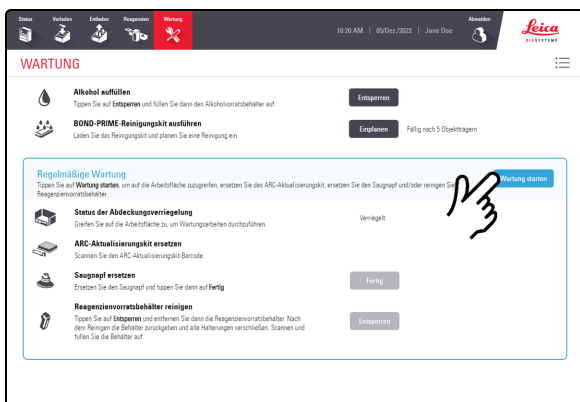 Status Vorladen Entladen Reagenzien Wartung
10:20 AM | 05/Dez./2022 | Jane Doe
Abmelden
Leica
BIOSYSTEMS
WARTUNG
Alkohol auffüllen
Tippen Sie auf Entsperren und füllen Sie dann den Alkoholvorratsbehälter auf.
Entsperren
BOND-PRIME-Reinigungskit ausführen
Laden Sie das Reinigungskit und planen Sie eine Reinigung ein.
Einplanen
Fällig nach 5 Objektträgern
Regelmäßige Wartung
Tippen Sie auf Wartung starten, um auf die Arbeitsfläche zuzugreifen, ersetzen Sie das ARC-Aktualisierungskit, ersetzen Sie den Saugnapf und/oder reinigen Sie
Reagenzienvorratsbehälter.
Wartung starten
Status der Abdeckungsverriegelung
Greifen Sie auf die Arbeitsfläche zu, um Wartungsarbeiten durchzuführen.
Verriegelt
ARC-Aktualisierungskit ersetzen
Scannen Sie den ARC-Aktualisierungskit-Barcode.
Saugnapf ersetzen
Ersetzen Sie den Saugnapf und tippen Sie dann auf Fertig
Fertig
Reagenzienvorratsbehälter reinigen
Tippen Sie auf Entsperren und entfernen Sie dann die Reagenzienvorratsbehälter. Nach
dem Reinigen die Behälter zurückgeben und alle Halterungen verschließen. Scannen und
füllen Sie die Behälter auf.
Entsperren